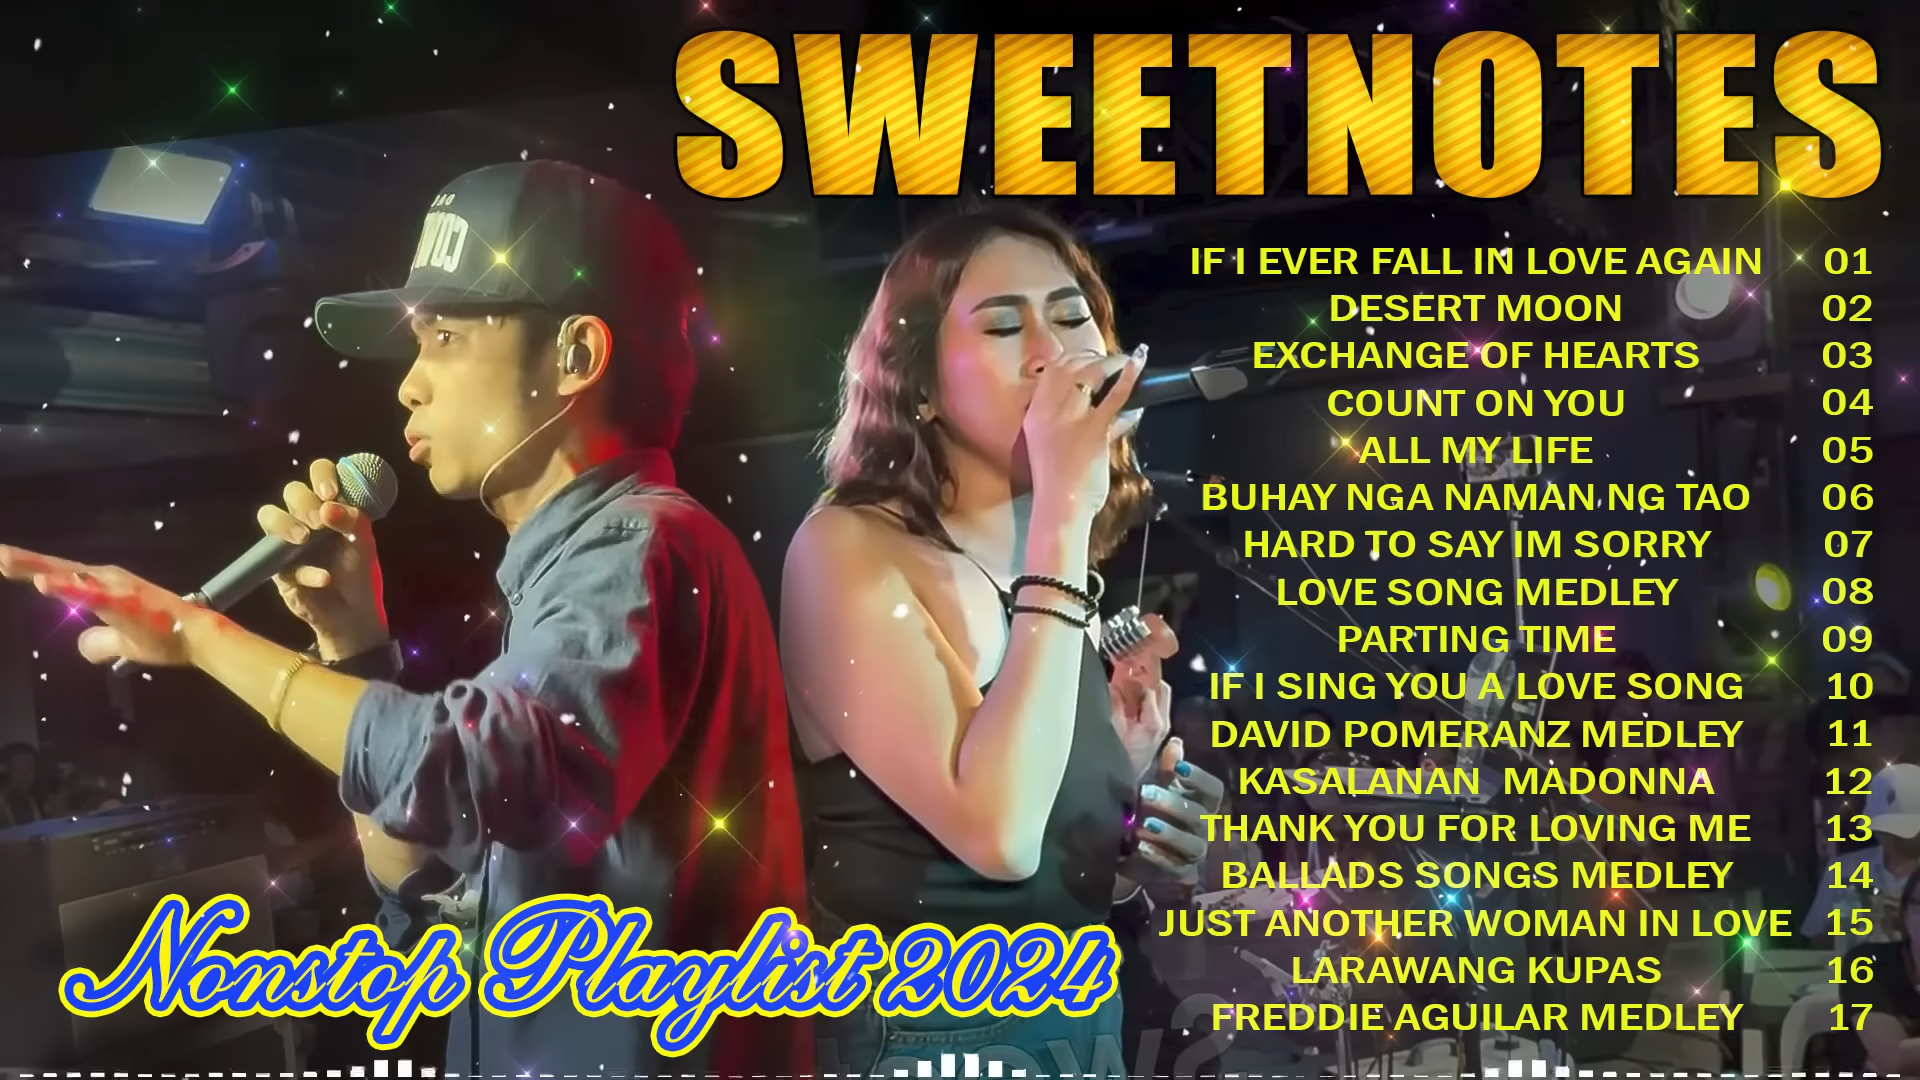 SWEETNOTES
IF I EVER FALL IN LOVE AGAIN 01
DESERT MOON 02
EXCHANGE OF HEARTS 03
COUNT ON YOU 04
ALL MY LIFE 05
BUHAY NGA NAMAN NG TAO 06
HARD TO SAY IM SORRY 07
LOVE SONG MEDLEY 08
PARTING TIME 09
IF I SING YOU A LOVE SONG 10
DAVID POMERANZ MEDLEY 11
KASALANAN MADONNA 12
THANK YOU FOR LOVING ME 13
BALLADS SONGS MEDLEY 14
JUST ANOTHER WOMAN IN LOVE 15
LARAWANG KUPAS 16
FREDDIE AGUILAR MEDLEY 17
Nonstop Playlist 2024